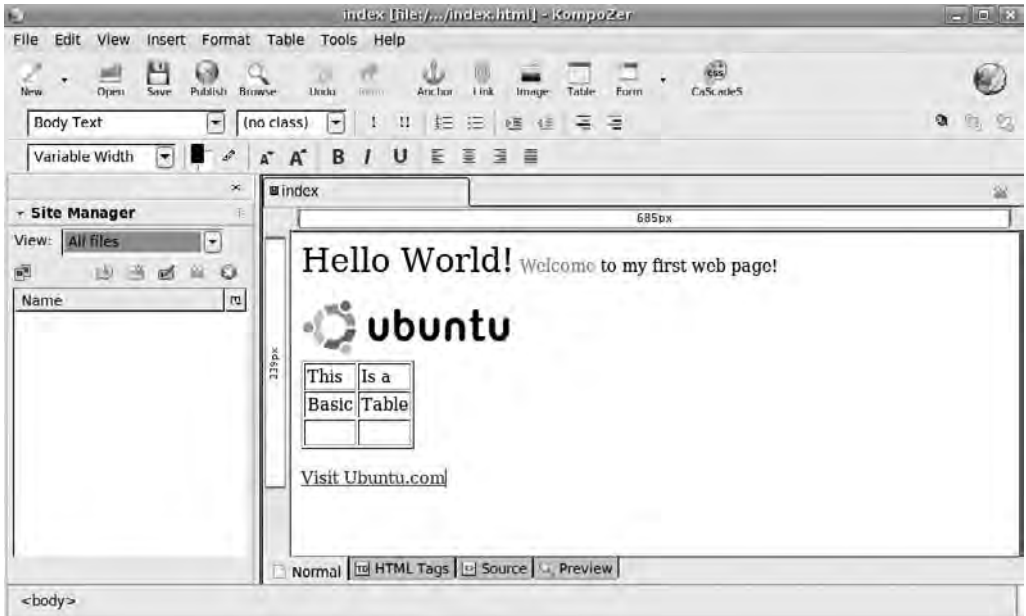 index [file:/.../index.html] - KompoZer
File Edit View Insert Format Table Tools Help
New Open Save Publish Browse Undo Redo Anchor Link Image Table Form CaScadeS
Body Text (no class) ! !!
Variable Width A A B I U
index
Site Manager
685px
View: All files
Name
Hello World! Welcome to my first web page!
ubuntu
239px
This Is a
Basic Table
Visit Ubuntu.com
Normal HTML Tags Source Preview
<body>